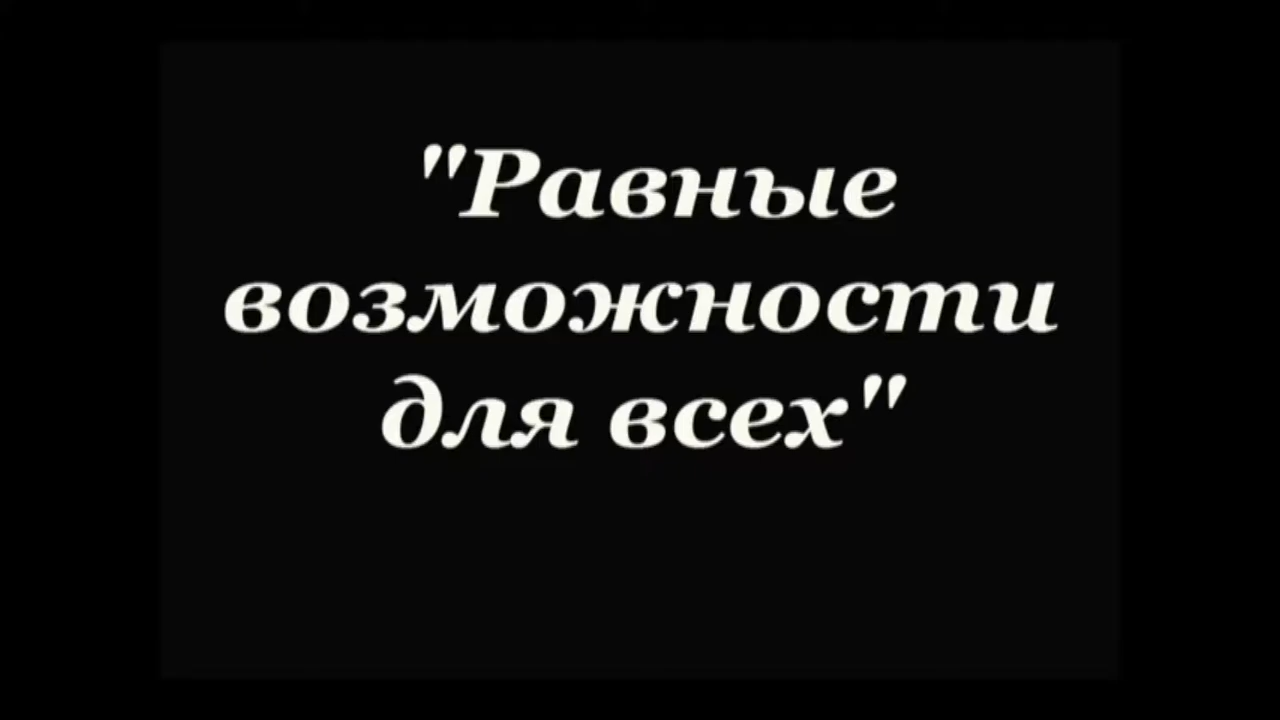 "Равные
возможности
для всех"